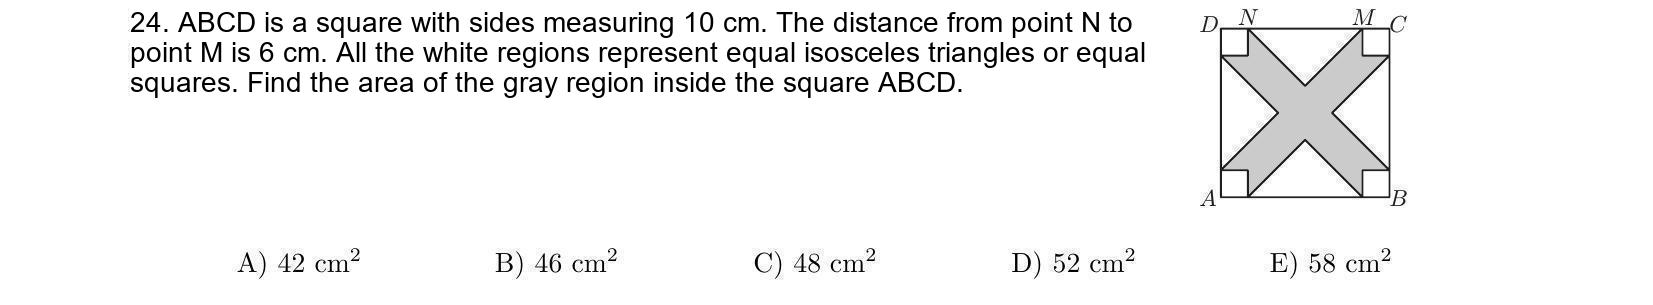 24. ABCD is a square with sides measuring 10 cm. The distance from point N to
point M is 6 cm. All the white regions represent equal isosceles triangles or equal
squares. Find the area of the gray region inside the square ABCD.
D N M C
A B
A) 42 cm² B) 46 cm² C) 48 cm² D) 52 cm² E) 58 cm²